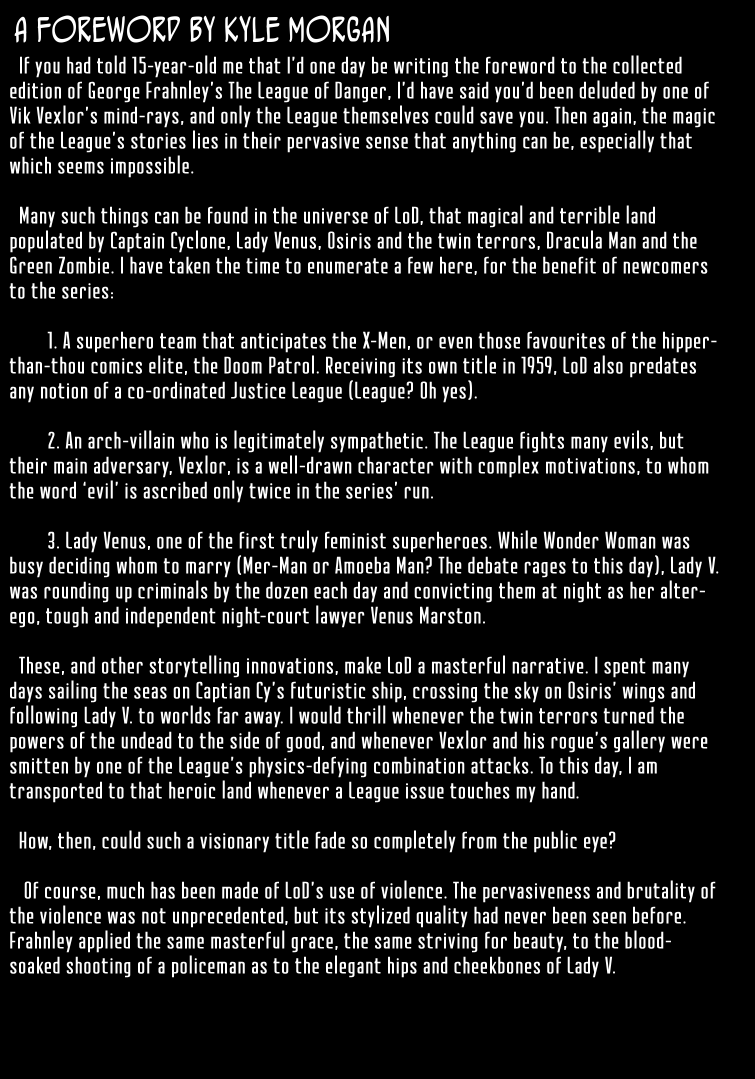 A FOREWORD BY KYLE MORGAN
If you had told 15-year-old me that I'd one day be writing the foreword to the collected
edition of George Frahnley's The League of Danger, I'd have said you'd been deluded by one of
Vik Vexlor's mind-rays, and only the League themselves could save you. Then again, the magic
of the League's stories lies in their pervasive sense that anything can be, especially that
which seems impossible.
Many such things can be found in the universe of LoD, that magical and terrible land
populated by Captain Cyclone, Lady Venus, Osiris and the twin terrors, Dracula Man and the
Green Zombie. I have taken the time to enumerate a few here, for the benefit of newcomers
to the series:
1. A superhero team that anticipates the X-Men, or even those favourites of the hipper-
than-thou comics elite, the Doom Patrol. Receiving its own title in 1959, LoD also predates
any notion of a co-ordinated Justice League (League? Oh yes).
2. An arch-villain who is legitimately sympathetic. The League fights many evils, but
their main adversary, Vexlor, is a well-drawn character with complex motivations, to whom
the word 'evil' is ascribed only twice in the series' run.
3. Lady Venus, one of the first truly feminist superheroes. While Wonder Woman was
busy deciding whom to marry (Mer-Man or Amoeba Man? The debate rages to this day), Lady V.
was rounding up criminals by the dozen each day and convicting them at night as her alter-
ego, tough and independent night-court lawyer Venus Marston.
These, and other storytelling innovations, make LoD a masterful narrative. I spent many
days sailing the seas on Captian Cy's futuristic ship, crossing the sky on Osiris' wings and
following Lady V. to worlds far away. I would thrill whenever the twin terrors turned the
powers of the undead to the side of good, and whenever Vexlor and his rogue's gallery were
smitten by one of the League's physics-defying combination attacks. To this day, I am
transported to that heroic land whenever a League issue touches my hand.
How, then, could such a visionary title fade so completely from the public eye?
Of course, much has been made of LoD's use of violence. The pervasiveness and brutality of
the violence was not unprecedented, but its stylized quality had never been seen before.
Frahnley applied the same masterful grace, the same striving for beauty, to the blood-
soaked shooting of a policeman as to the elegant hips and cheekbones of Lady V.